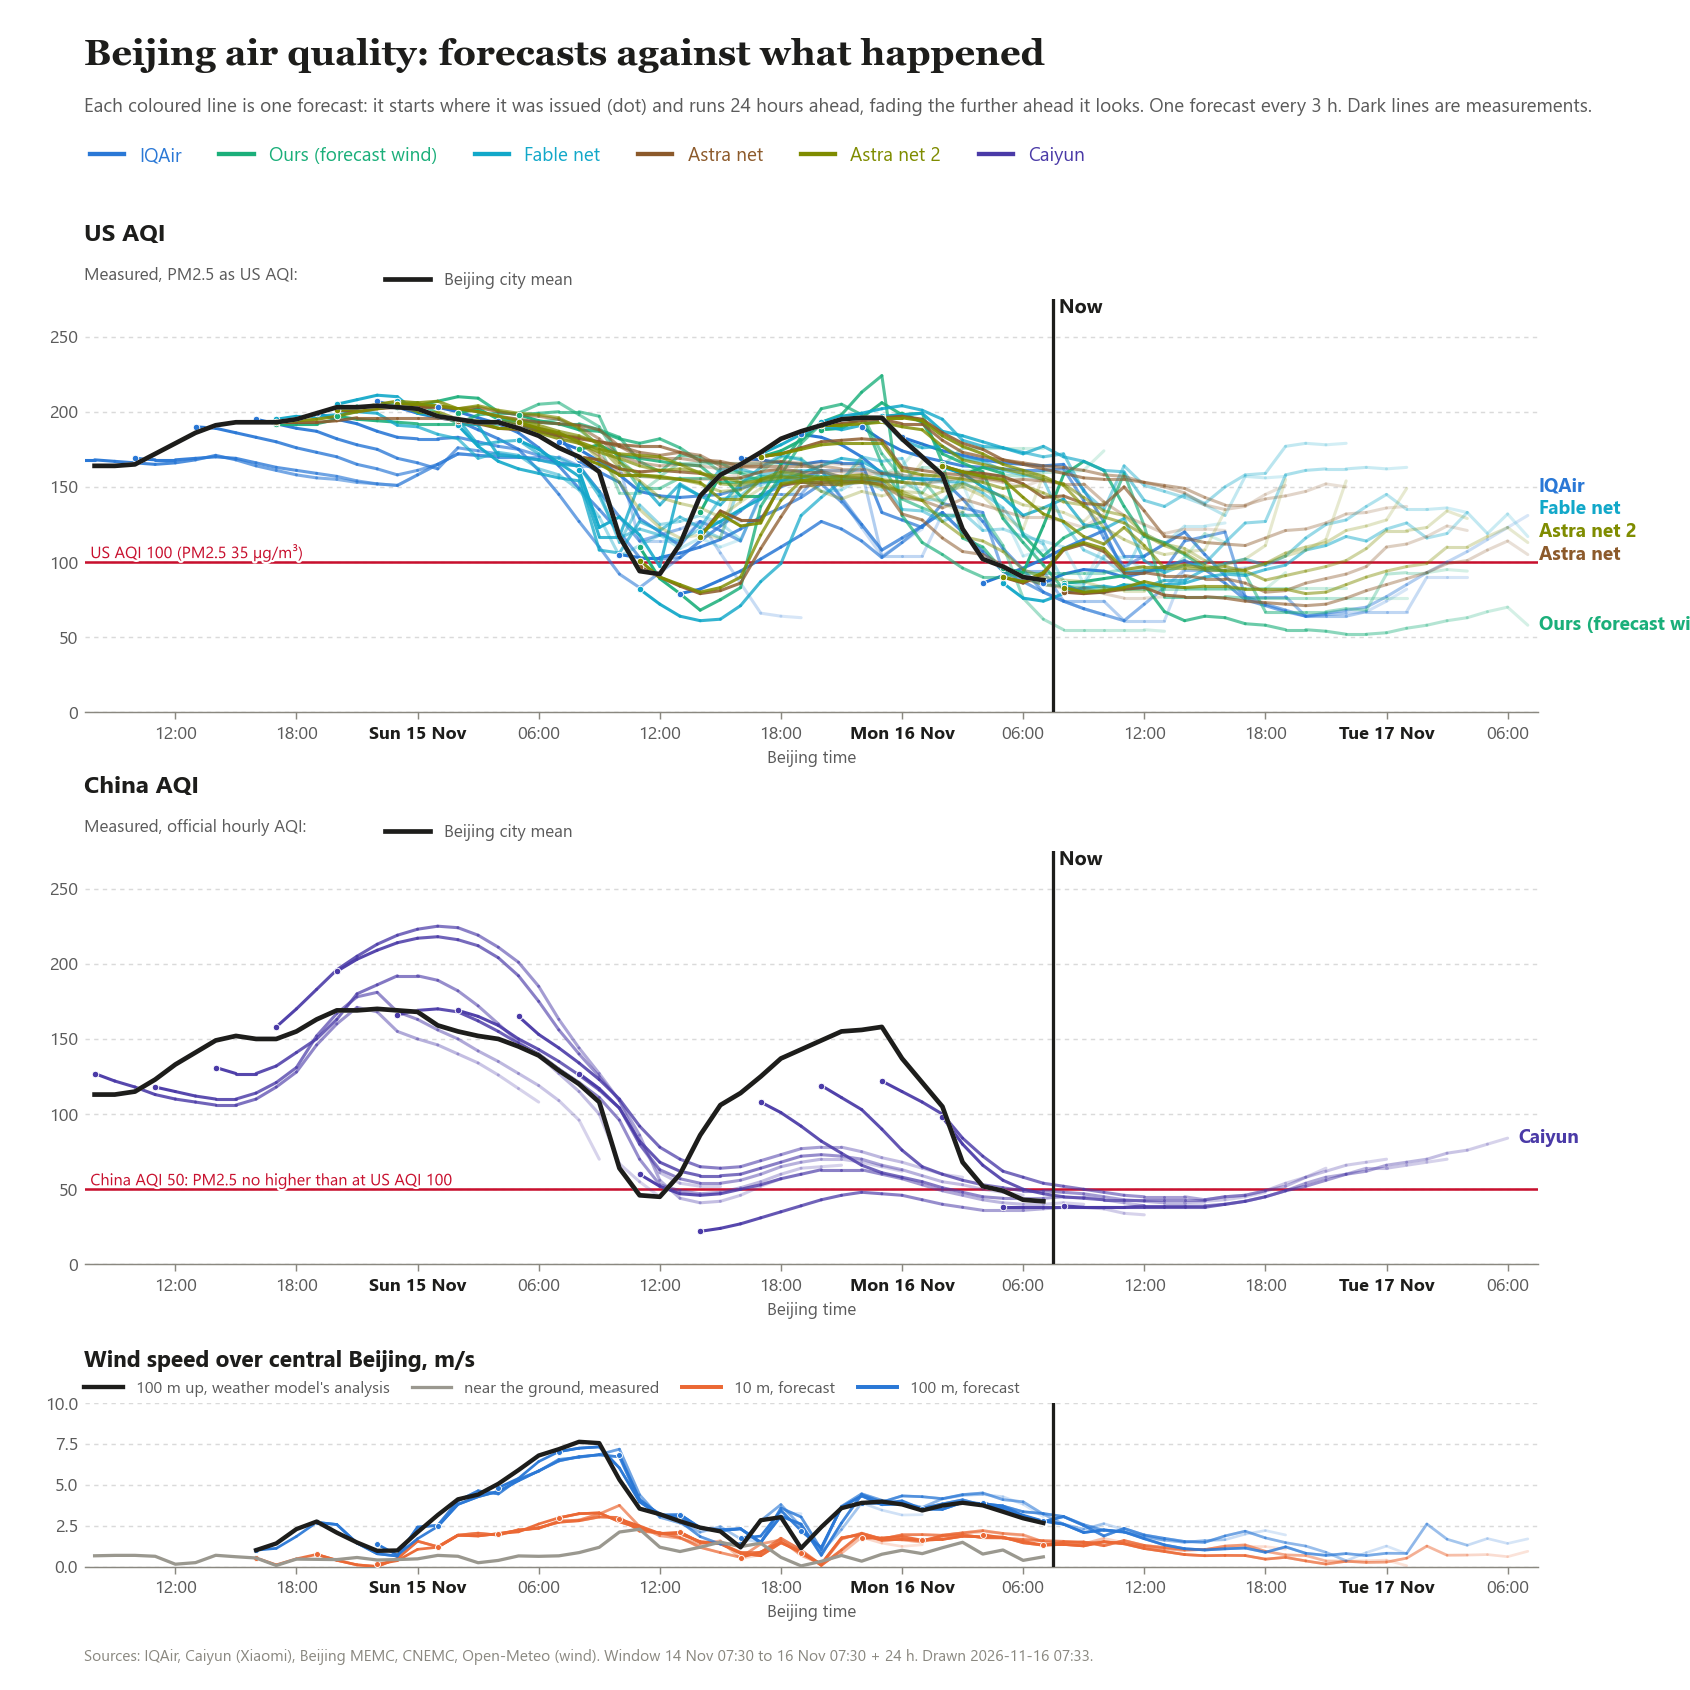 Beijing air quality: forecasts against what happened
Each coloured line is one forecast: it starts where it was issued (dot) and runs 24 hours ahead, fading the further ahead it looks. One forecast every 3 h. Dark lines are measurements.
IQAir Ours (forecast wind) Fable net Astra net Astra net 2 Caiyun
US AQI
Measured, PM2.5 as US AQI: Beijing city mean
Now
250
200
150
100
50
0
US AQI 100 (PM2.5 35 µg/m³)
IQAir
Fable net
Astra net 2
Astra net
Ours (forecast wi
12:00 18:00 Sun 15 Nov 06:00 12:00 18:00 Mon 16 Nov 06:00 12:00 18:00 Tue 17 Nov 06:00
Beijing time
China AQI
Measured, official hourly AQI: Beijing city mean
Now
250
200
150
100
50
0
Caiyun
China AQI 50: PM2.5 no higher than at US AQI 100
12:00 18:00 Sun 15 Nov 06:00 12:00 18:00 Mon 16 Nov 06:00 12:00 18:00 Tue 17 Nov 06:00
Beijing time
Wind speed over central Beijing, m/s
100 m up, weather model's analysis near the ground, measured 10 m, forecast 100 m, forecast
10.0
7.5
5.0
2.5
0.0
12:00 18:00 Sun 15 Nov 06:00 12:00 18:00 Mon 16 Nov 06:00 12:00 18:00 Tue 17 Nov 06:00
Beijing time
Sources: IQAir, Caiyun (Xiaomi), Beijing MEMC, CNEMC, Open-Meteo (wind). Window 14 Nov 07:30 to 16 Nov 07:30 + 24 h. Drawn 2026-11-16 07:33.